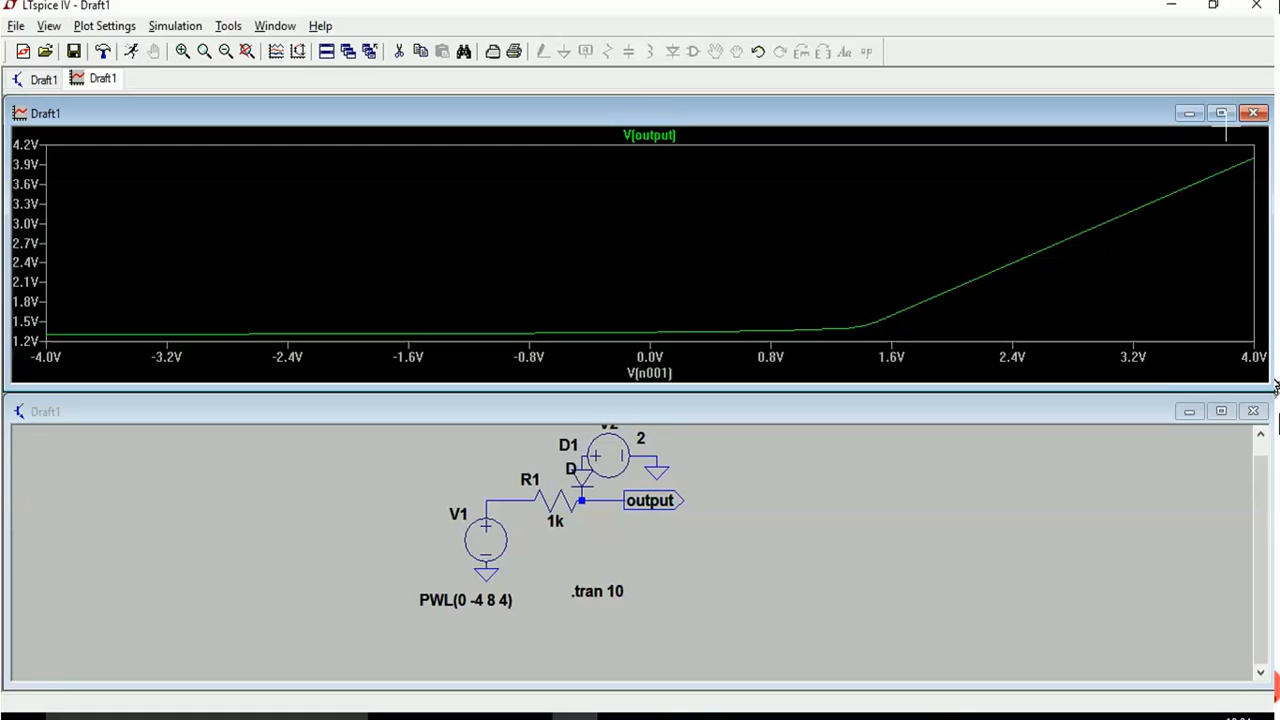 LTspice IV - Draft1
File View Plot Settings Simulation Tools Window Help
Draft1 Draft1
Draft1
V[output]
4.2V
3.9V
3.6V
3.3V
3.0V
2.7V
2.4V
2.1V
1.8V
1.5V
1.2V
-4.0V -3.2V -2.4V -1.6V -0.8V 0.0V 0.8V 1.6V 2.4V 3.2V 4.0V
V[n001]
Draft1
V2
2
D1
D
R1
1k
output
V1
PWL(0 -4 8 4)
.tran 10